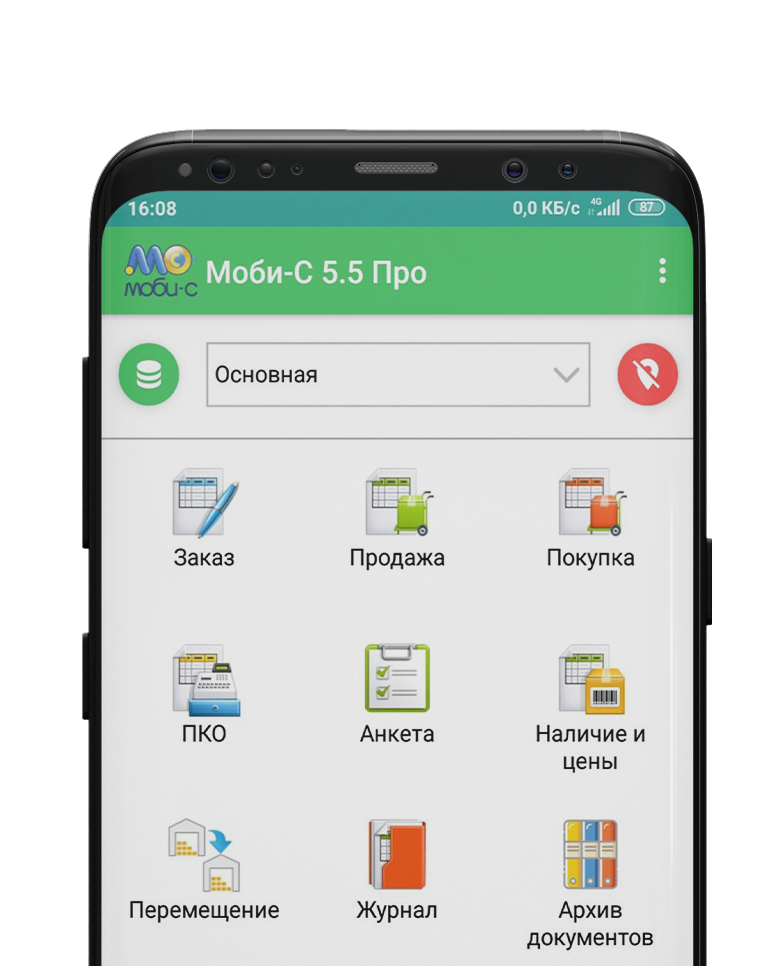 16:08
0,0 КБ/с 4G 87
моби-с
Моби-С 5.5 Про
Основная
Заказ
Продажа
Покупка
ПКО
Анкета
Наличие и
цены
Перемещение
Журнал
Архив
документов